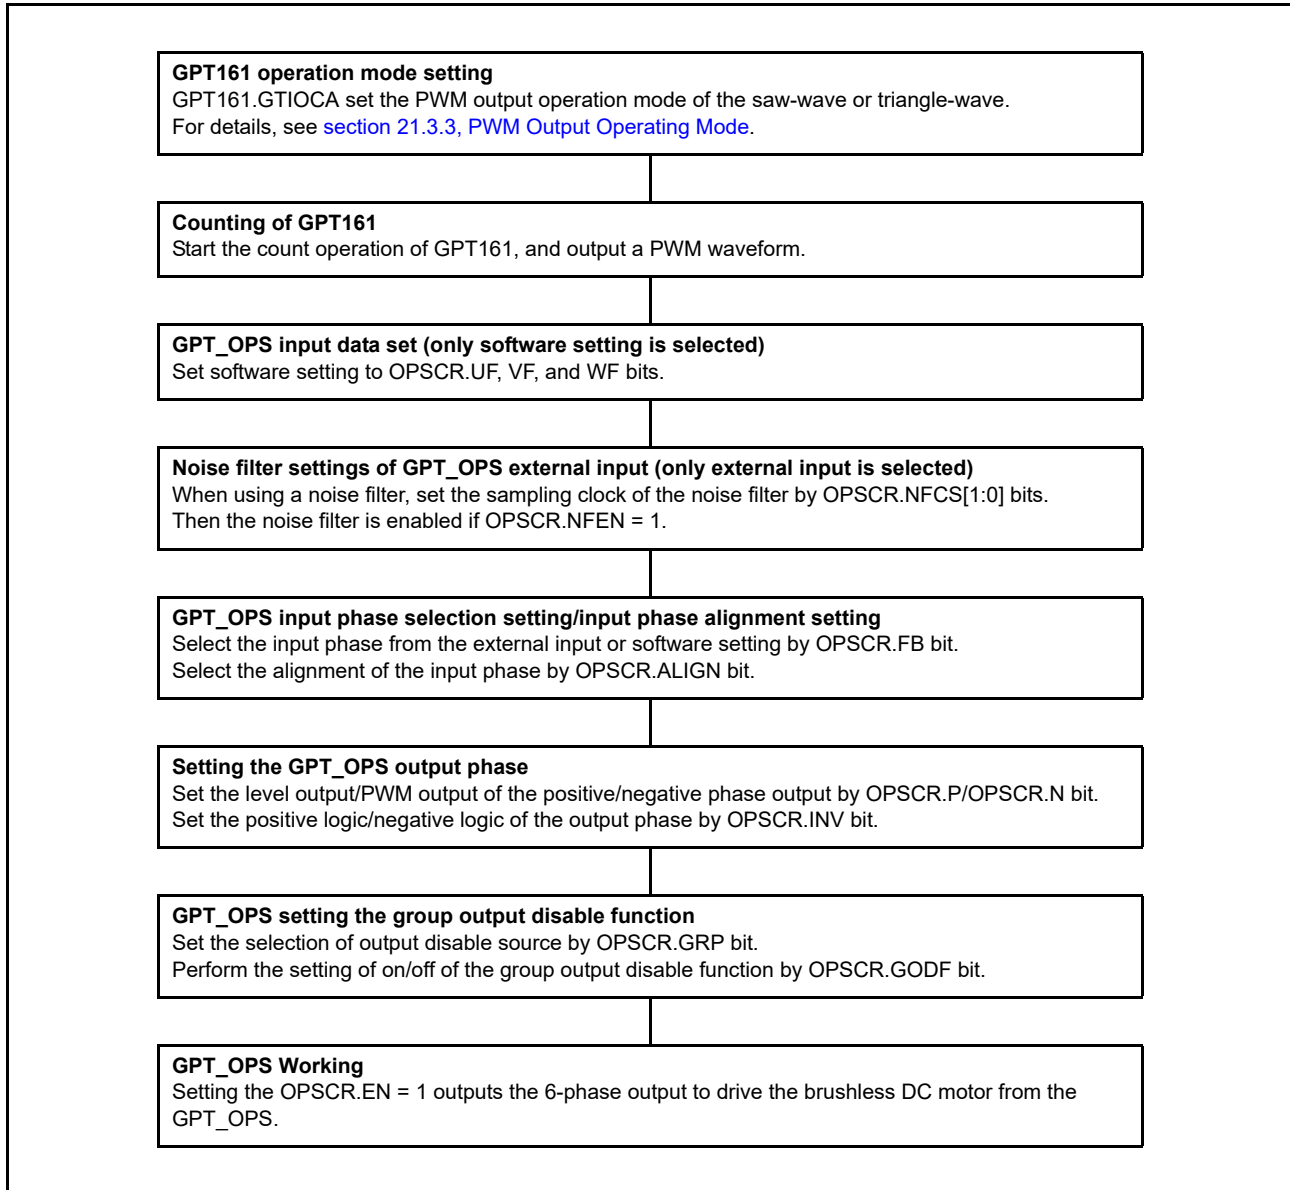 GPT161 operation mode setting
GPT161.GTIOCA set the PWM output operation mode of the saw-wave or triangle-wave.
For details, see section 21.3.3, PWM Output Operating Mode.
Counting of GPT161
Start the count operation of GPT161, and output a PWM waveform.
GPT_OPS input data set (only software setting is selected)
Set software setting to OPSCR.UF, VF, and WF bits.
Noise filter settings of GPT_OPS external input (only external input is selected)
When using a noise filter, set the sampling clock of the noise filter by OPSCR.NFCS[1:0] bits.
Then the noise filter is enabled if OPSCR.NFEN = 1.
GPT_OPS input phase selection setting/input phase alignment setting
Select the input phase from the external input or software setting by OPSCR.FB bit.
Select the alignment of the input phase by OPSCR.ALIGN bit.
Setting the GPT_OPS output phase
Set the level output/PWM output of the positive/negative phase output by OPSCR.P/OPSCR.N bit.
Set the positive logic/negative logic of the output phase by OPSCR.INV bit.
GPT_OPS setting the group output disable function
Set the selection of output disable source by OPSCR.GRP bit.
Perform the setting of on/off of the group output disable function by OPSCR.GODF bit.
GPT_OPS Working
Setting the OPSCR.EN = 1 outputs the 6-phase output to drive the brushless DC motor from the
GPT_OPS.